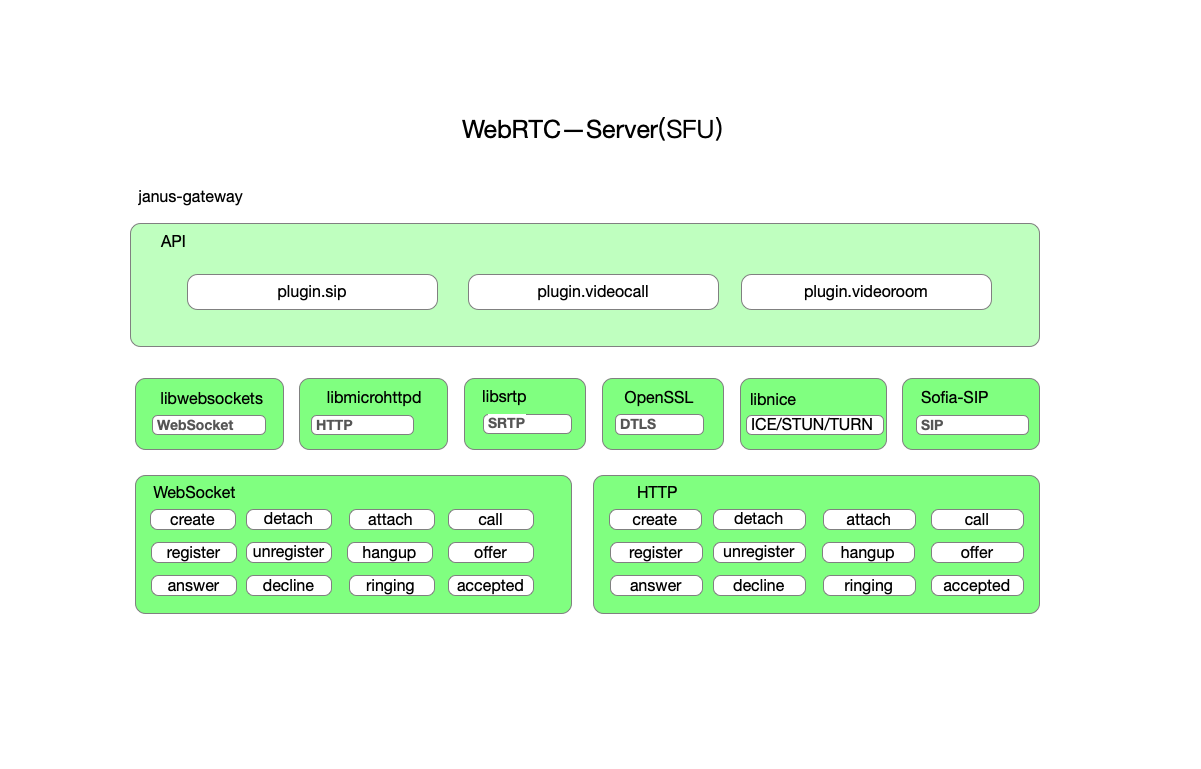 WebRTC—Server(SFU)
janus-gateway
API
plugin.sip
plugin.videocall
plugin.videoroom
libwebsockets
WebSocket
libmicrohttpd
HTTP
libsrtp
SRTP
OpenSSL
DTLS
libnice
ICE/STUN/TURN
Sofia-SIP
SIP
WebSocket
create detach attach call
register unregister hangup offer
answer decline ringing accepted
HTTP
create detach attach call
register unregister hangup offer
answer decline ringing accepted